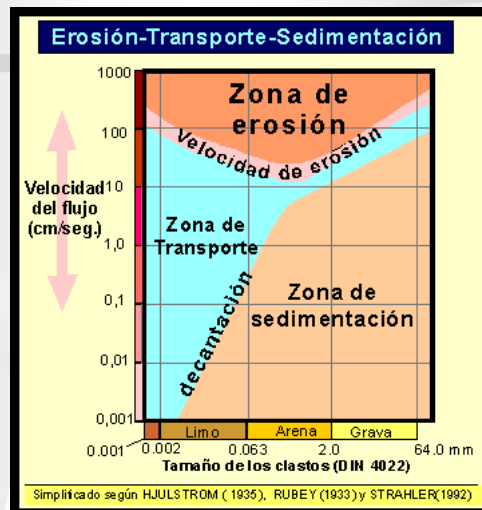 Erosión-Transporte-Sedimentación
1000
100
10
1,0
0,1
0,01
0,001
Velocidad
del flujo
(cm/seg.)
Zona de
erosión
Velocidad de erosión
Zona de
Transporte
decantación
Zona de
sedimentación
Limo
Arena
Grava
0.001
0.002
0.063
2.0
64.0 mm
Tamaño de los clastos (DIN 4022)
Simplificado según HJULSTROM ( 1935), RUBEY (1933) y STRAHLER(1992)